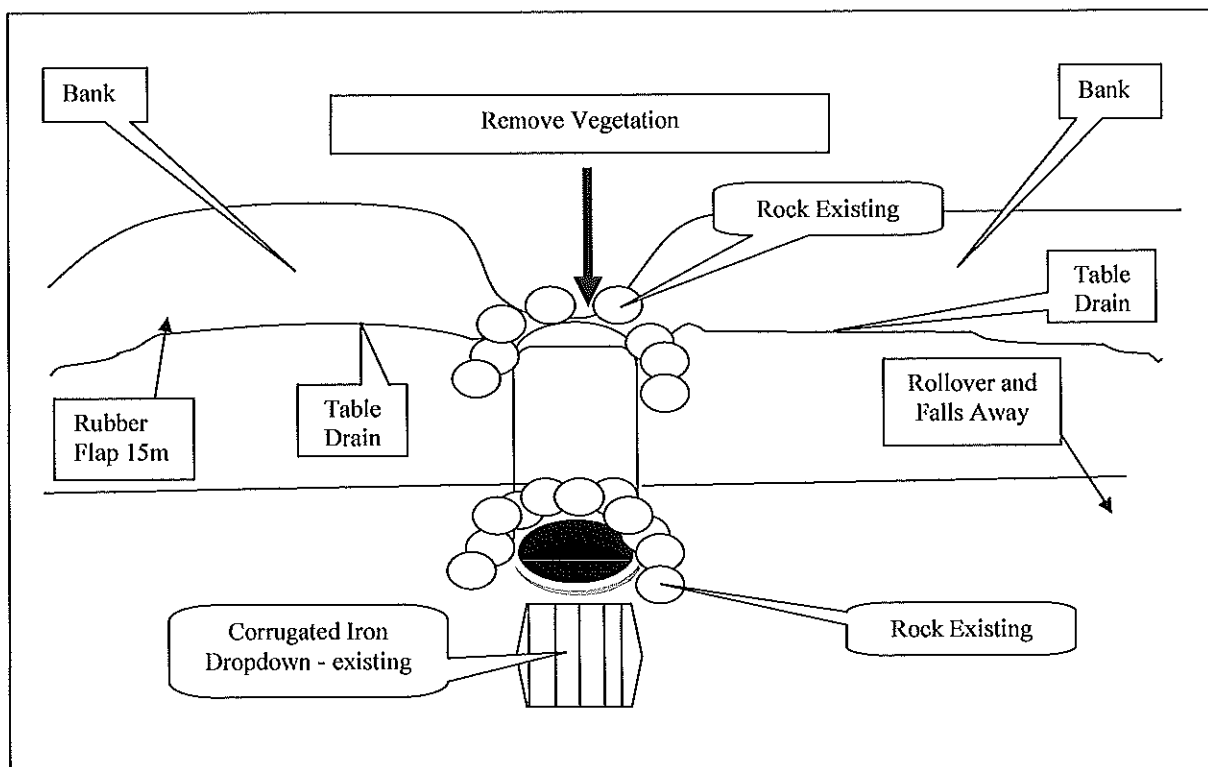 Bank
Remove Vegetation
Bank
Rock Existing
Table
Drain
Rubber
Flap 15m
Table
Drain
Rollover and
Falls Away
Corrugated Iron
Dropdown - existing
Rock Existing